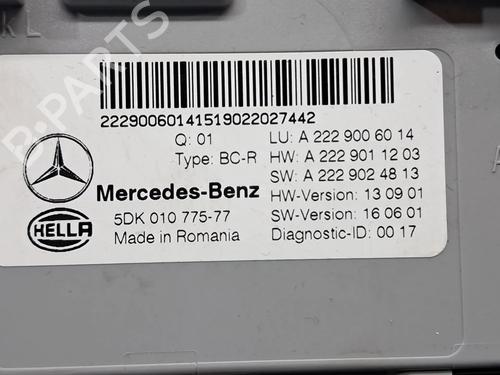 KL
22290060141519022027442
Q: 01
LU: A 222 900 60 14
Type: BC-R
HW: A 222 901 12 03
SW: A 222 902 48 13
Mercedes-Benz
HW-Version: 13 09 01
HELLA
5DK 010 775-77
SW-Version: 16 06 01
Made in Romania
Diagnostic-ID: 00 17
B-PARTS